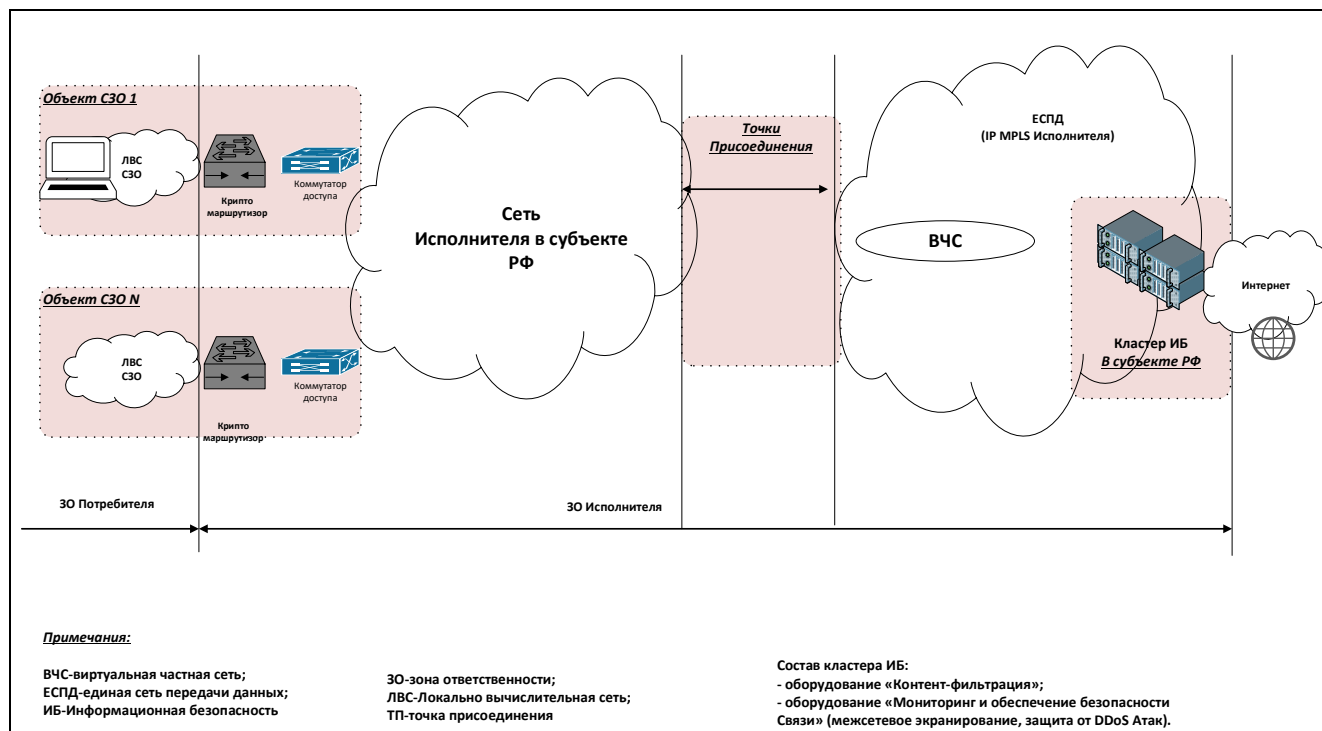 Объект СЗО 1
ЛВС
СЗО
Крипто
маршрутизор
Коммутатор
доступа
Объект СЗО N
ЛВС
СЗО
Крипто
маршрутизор
Коммутатор
доступа
Сеть
Исполнителя в субъекте
РФ
Точки
Присоединения
ЕСПД
(IP MPLS Исполнителя)
ВЧС
Кластер ИБ
В субъекте РФ
Интернет
ЗО Потребителя
ЗО Исполнителя
Примечания:
ВЧС-виртуальная частная сеть;
ЕСПД-единая сеть передачи данных;
ИБ-Информационная безопасность
ЗО-зона ответственности;
ЛВС-Локально вычислительная сеть;
ТП-точка присоединения
Состав кластера ИБ:
- оборудование «Контент-фильтрация»;
- оборудование «Мониторинг и обеспечение безопасности
Связи» (межсетевое экранирование, защита от DDoS Атак).